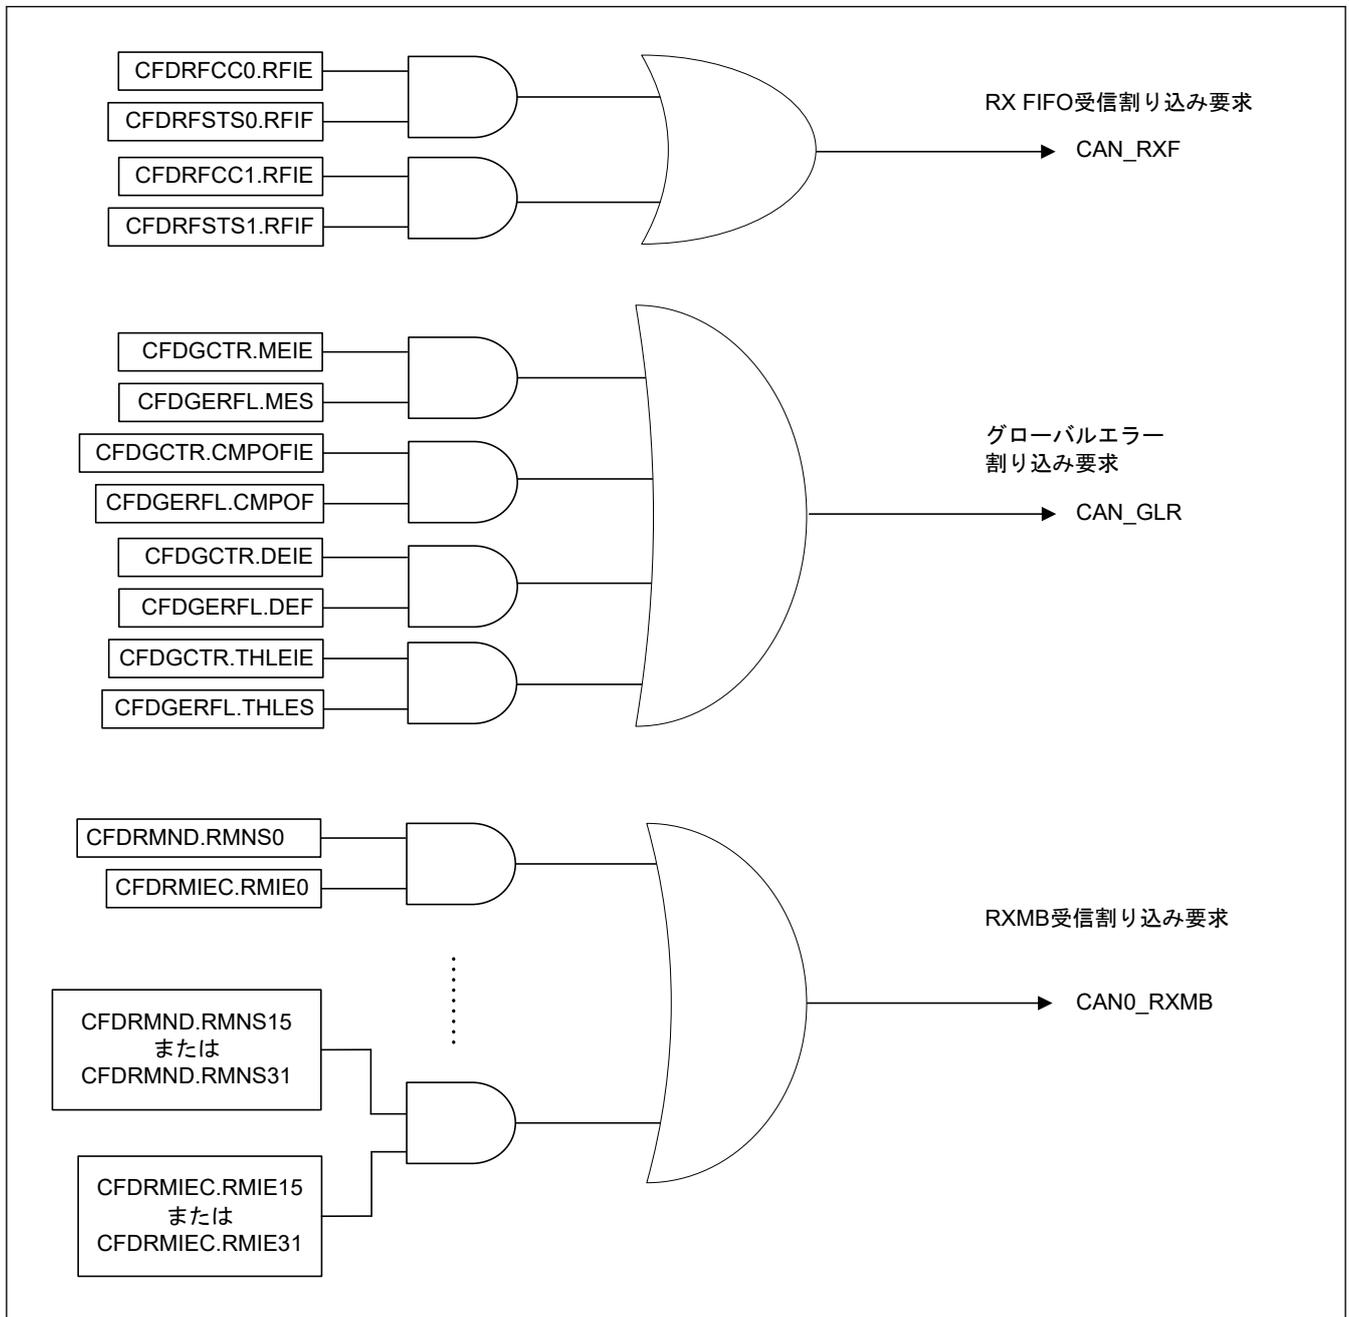 CFDRFCC0.RFIE
CFDRFSTS0.RFIF
CFDRFCC1.RFIE
CFDRFSTS1.RFIF
RX FIFO受信割り込み要求
CAN_RXF
CFDGCTR.MEIE
CFDGERFL.MES
CFDGCTR.CMPOFIE
CFDGERFL.CMPOF
CFDGCTR.DEIE
CFDGERFL.DEF
CFDGCTR.THLEIE
CFDGERFL.THLES
グローバルエラー
割り込み要求
CAN_GLR
CFDRMND.RMNS0
CFDRMIEC.RMIE0
CFDRMND.RMNS15
または
CFDRMND.RMNS31
CFDRMIEC.RMIE15
または
CFDRMIEC.RMIE31
RXMB受信割り込み要求
CAN0_RXMB